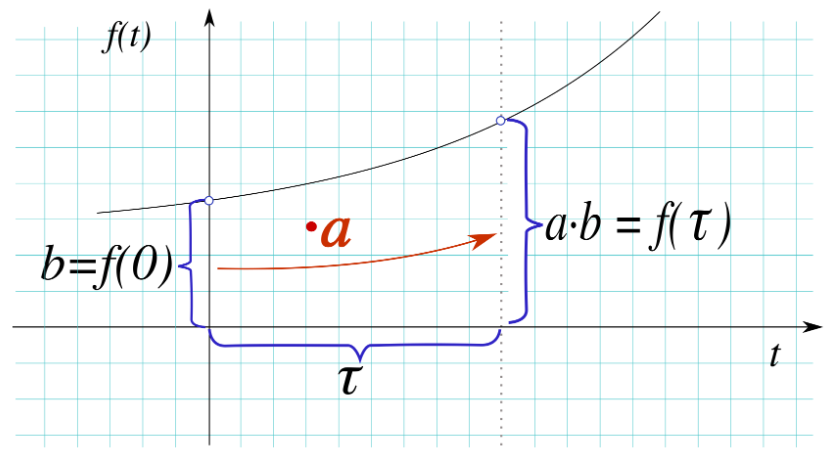 f(t)
•a
b=f(0)
a·b = f(τ)
τ
t